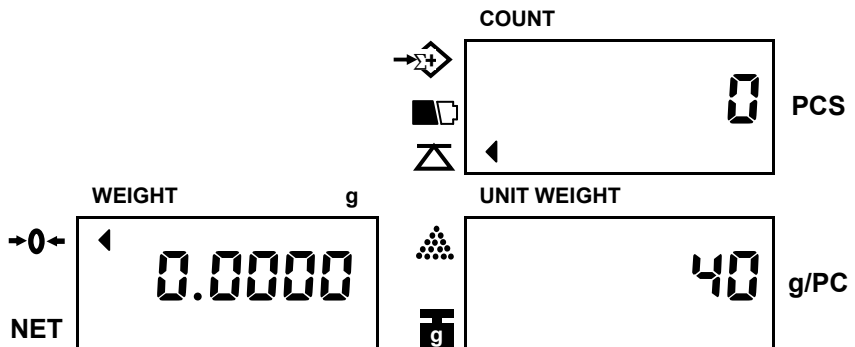 COUNT
Σ+
0 PCS
WEIGHT g
UNIT WEIGHT
→0←
0.0000
40 g/PC
NET
g